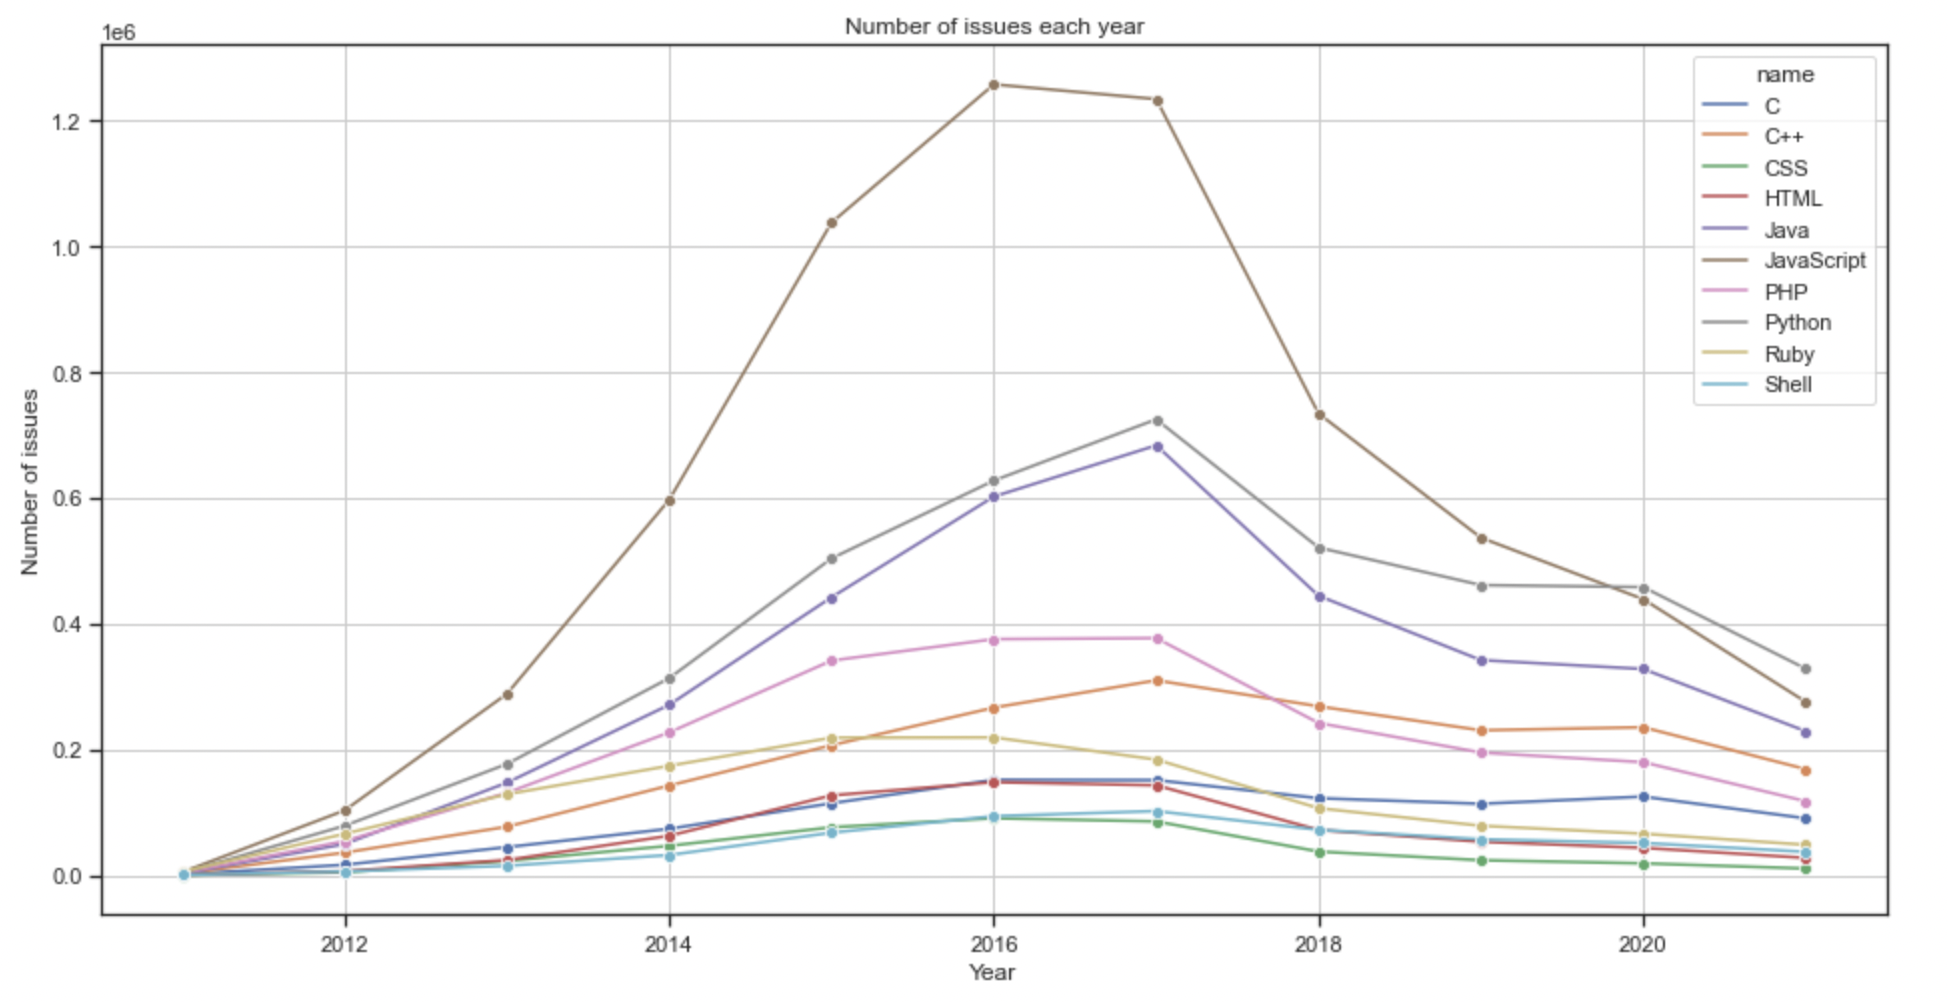 Number of issues each year
1e6
1.2
1.0
0.8
0.6
0.4
0.2
0.0
Number of issues
2012
2014
2016
2018
2020
Year
name
C
C++
CSS
HTML
Java
JavaScript
PHP
Python
Ruby
Shell